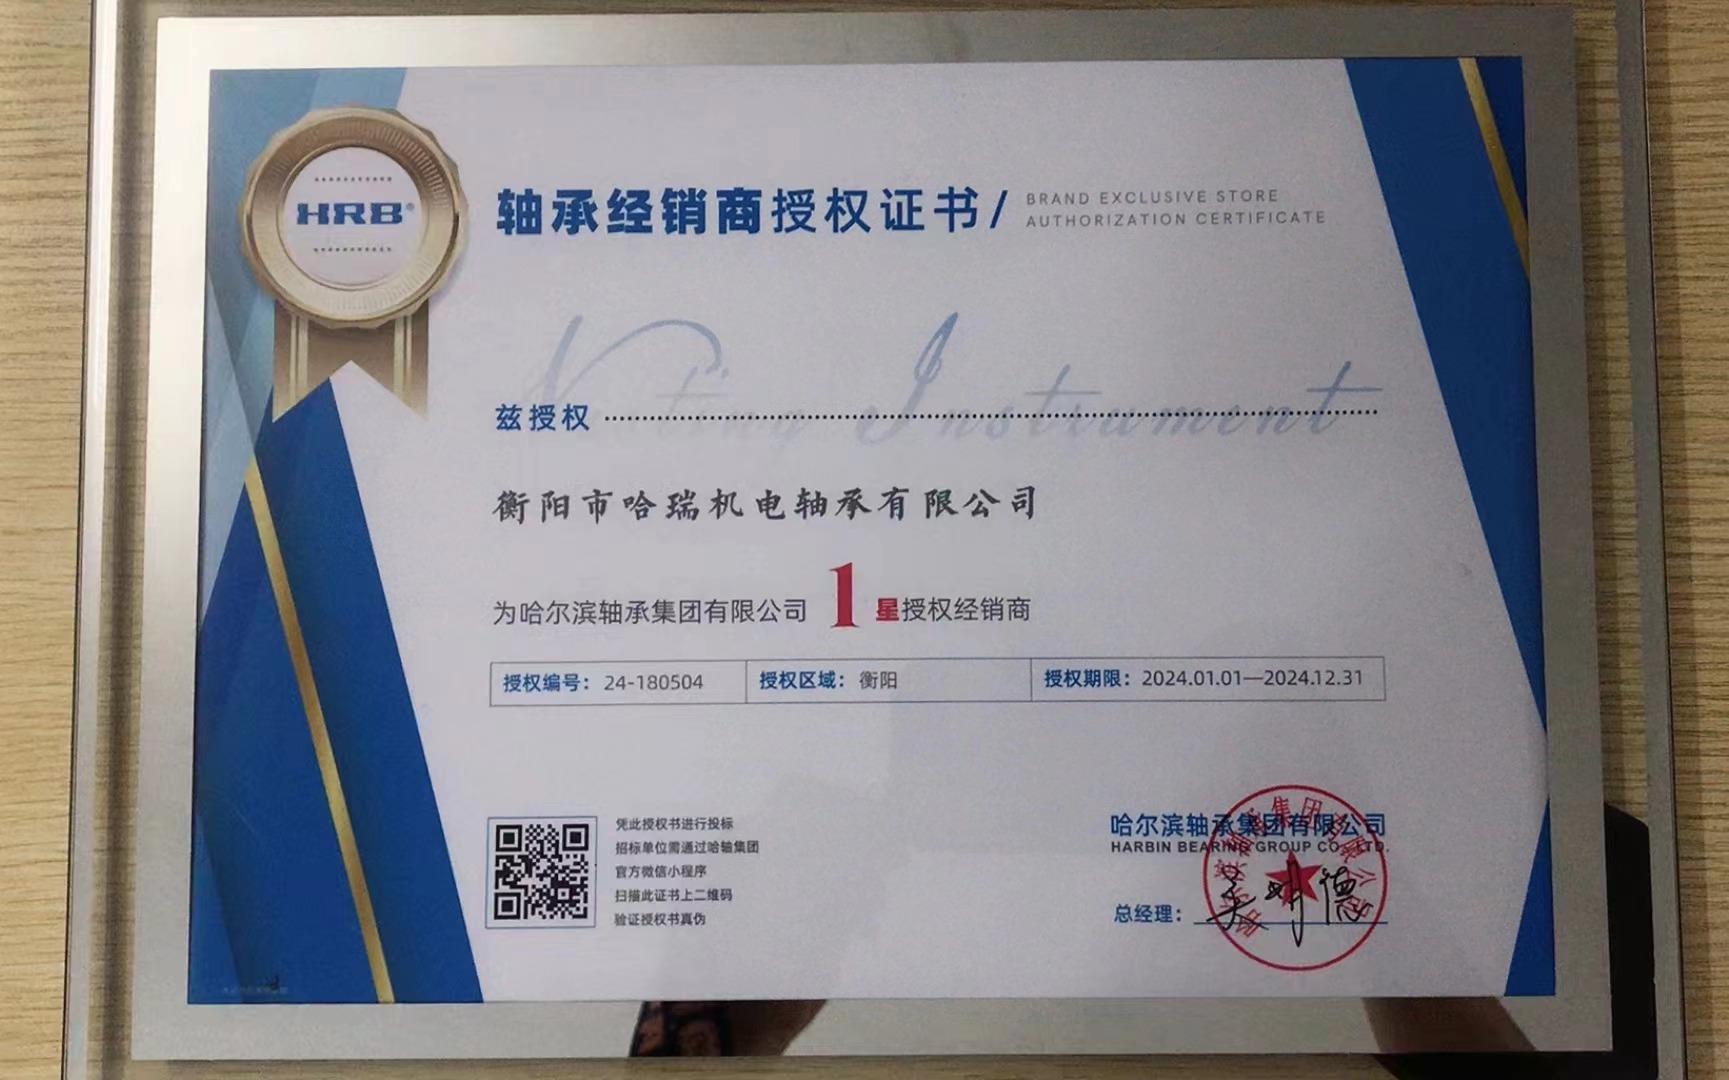 HRB®
轴承经销商授权证书/
BRAND EXCLUSIVE STORE
AUTHORIZATION CERTIFICATE
兹授权
衡阳市哈瑞机电轴承有限公司
为哈尔滨轴承集团有限公司 1 星授权经销商
授权编号：24-180504 授权区域：衡阳 授权期限：2024.01.01—2024.12.31
凭此授权书进行投标
招标单位需通过哈轴集团
官方微信小程序
扫描此证书上二维码
验证授权书真伪
哈尔滨轴承集团有限公司
HARBIN BEARING GROUP CO., LTD.
总经理：